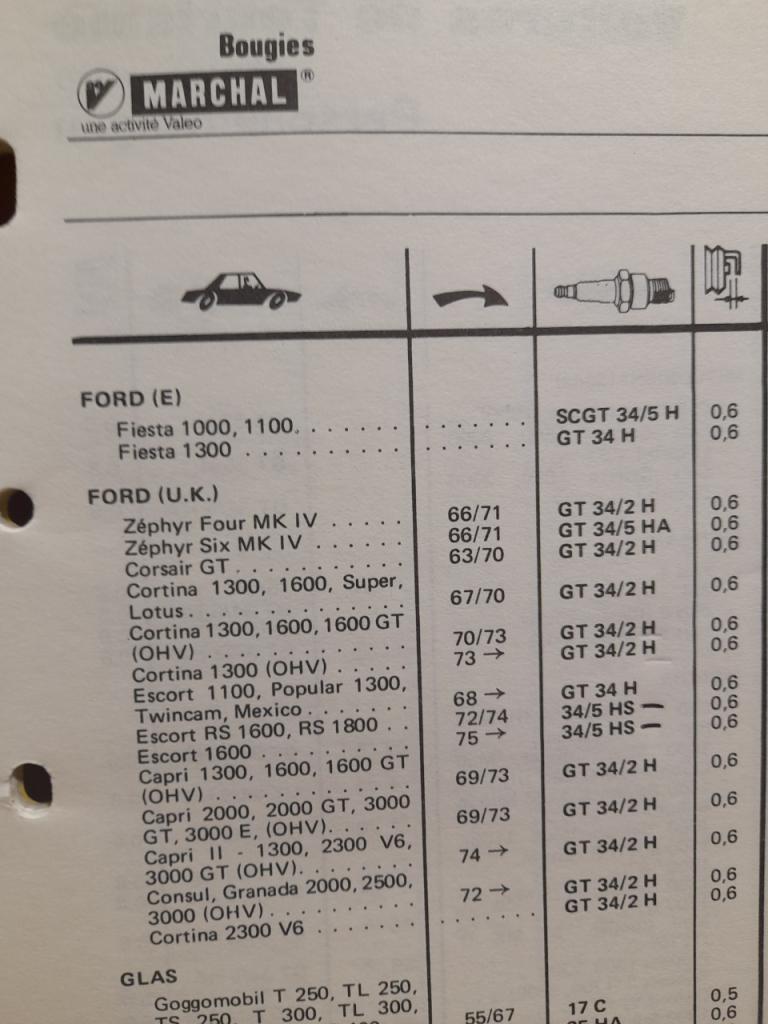 Bougies
MARCHAL ®
une activité Valeo
FORD (E)
Fiesta 1000, 1100. . . . . . . . . . . . . . SCGT 34/5 H 0,6
Fiesta 1300 . . . . . . . . . . . . . . . . GT 34 H 0,6
FORD (U.K.)
Zéphyr Four MK IV . . . . . 66/71 GT 34/2 H 0,6
Zéphyr Six MK IV . . . . . . 66/71 GT 34/5 HA 0,6
Corsair GT . . . . . . . . . . . 63/70 GT 34/2 H 0,6
Cortina 1300, 1600, Super,
Lotus . . . . . . . . . . . . . . 67/70 GT 34/2 H 0,6
Cortina 1300, 1600, 1600 GT
(OHV) . . . . . . . . . . . . . 70/73 GT 34/2 H 0,6
Cortina 1300 (OHV) . . . . . 73 → GT 34/2 H 0,6
Escort 1100, Popular 1300,
Twincam, Mexico . . . . . . . 68 → GT 34 H 0,6
Escort RS 1600, RS 1800 . . 72/74 34/5 HS — 0,6
Escort 1600 . . . . . . . . . . 75 → 34/5 HS — 0,6
Capri 1300, 1600, 1600 GT
(OHV) . . . . . . . . . . . . . 69/73 GT 34/2 H 0,6
Capri 2000, 2000 GT, 3000
GT, 3000 E, (OHV). . . . . . 69/73 GT 34/2 H 0,6
Capri II - 1300, 2300 V6,
3000 GT (OHV). . . . . . . . 74 → GT 34/2 H 0,6
Consul, Granada 2000, 2500,
3000 (OHV) . . . . . . . . . . 72 → GT 34/2 H 0,6
Cortina 2300 V6 . . . . . . . . . . . . . GT 34/2 H 0,6
GLAS
Goggomobil T 250, TL 250,
TS 250, T 300, TL 300, 55/67 17 C 0,5
0,6